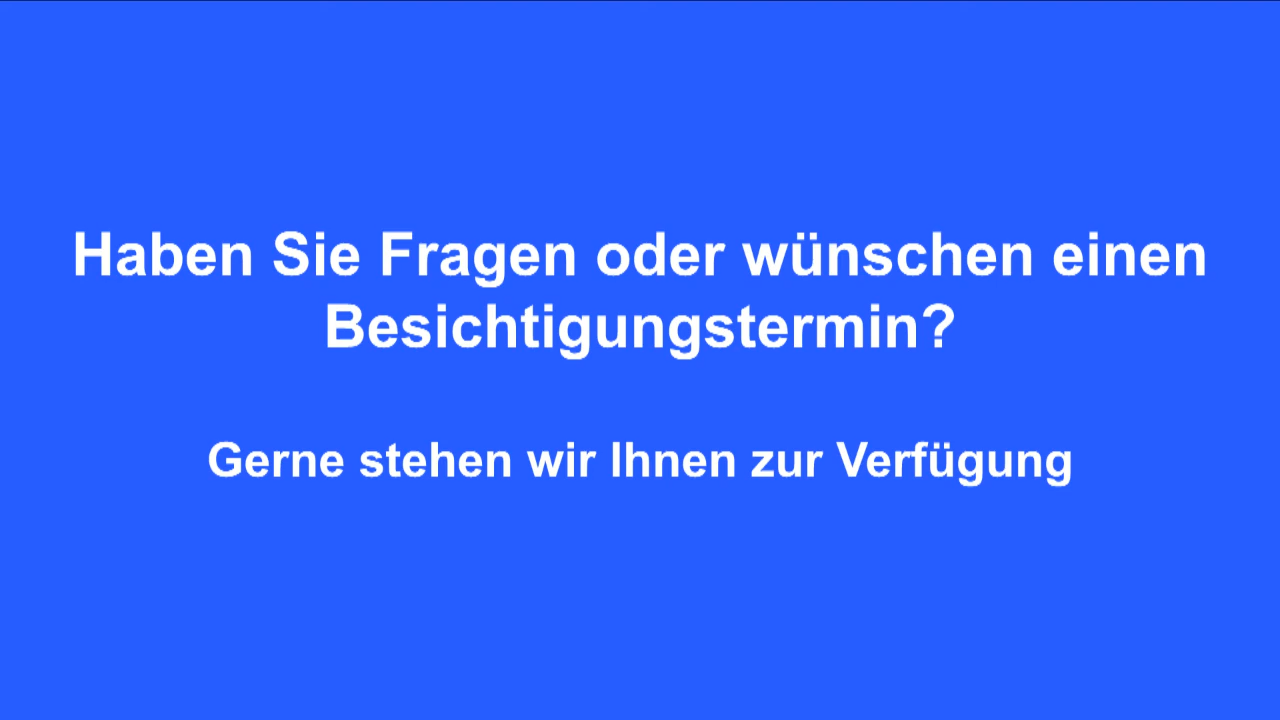 Haben Sie Fragen oder wünschen einen
Besichtigungstermin?
Gerne stehen wir Ihnen zur Verfügung